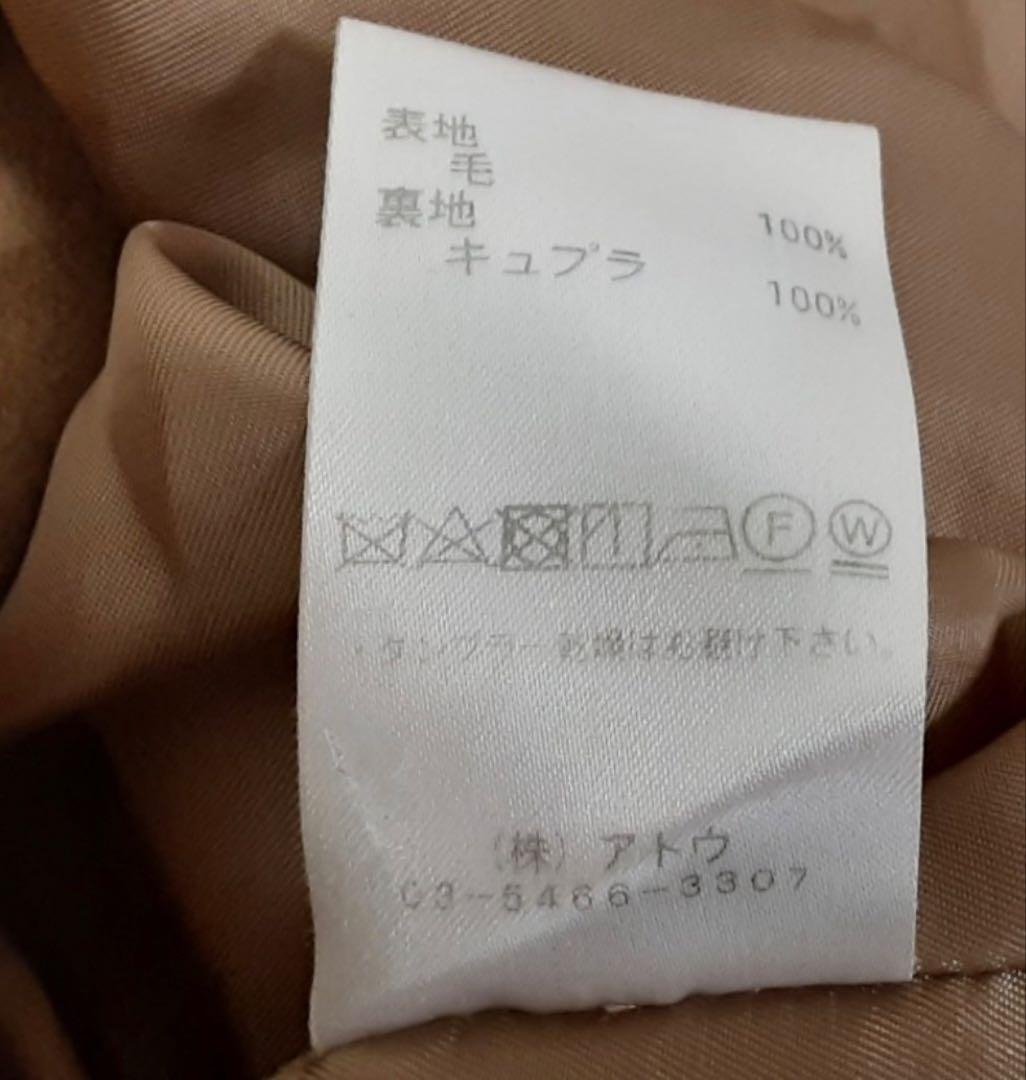 表地
毛 100%
裏地
キュプラ 100%
F W
・タンブラー乾燥はお避け下さい。
(株) アトウ
03-5466-3307